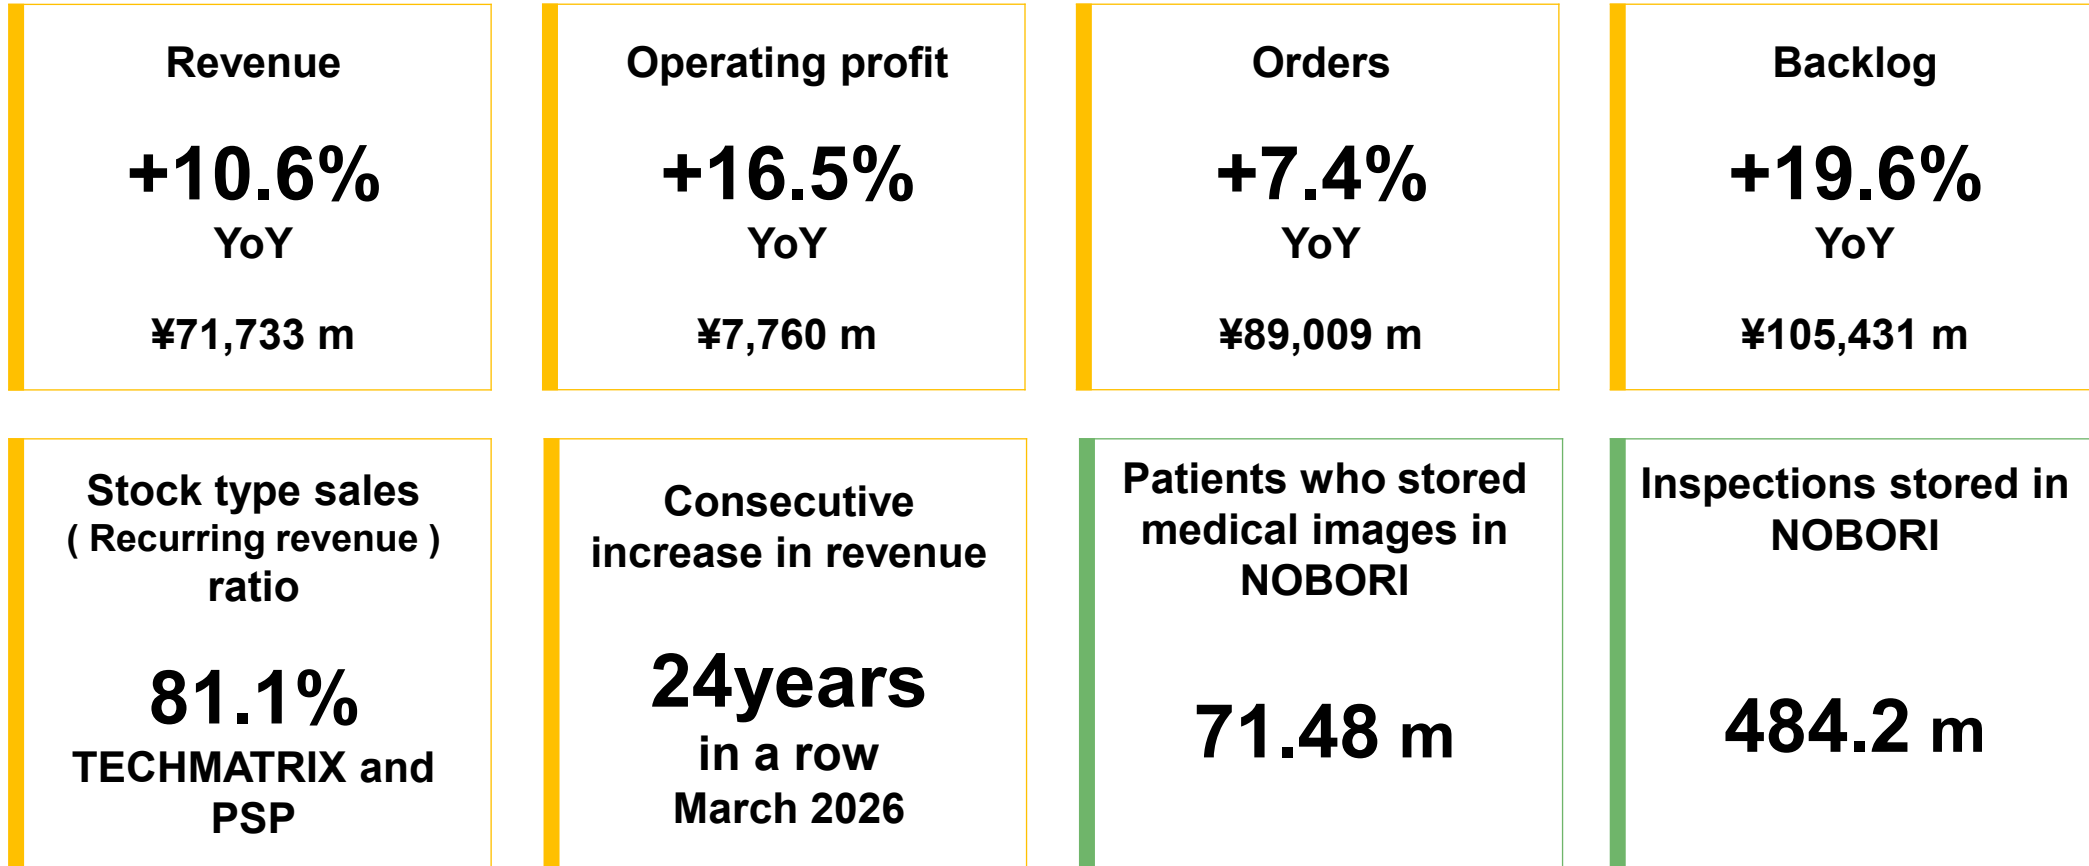 Revenue
+10.6%
YoY
¥71,733 m
Operating profit
+16.5%
YoY
¥7,760 m
Orders
+7.4%
YoY
¥89,009 m
Backlog
+19.6%
YoY
¥105,431 m
Stock type sales
( Recurring revenue )
ratio
81.1%
TECHMATRIX and
PSP
Consecutive
increase in revenue
24years
in a row
March 2026
Patients who stored
medical images in
NOBORI
71.48 m
Inspections stored in
NOBORI
484.2 m